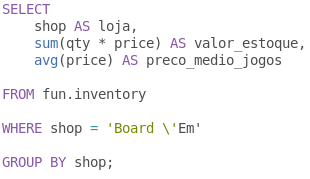 SELECT
    shop AS loja,
    sum(qty * price) AS valor_estoque,
    avg(price) AS preco_medio_jogos
FROM fun.inventory
WHERE shop = 'Board \'Em'
GROUP BY shop;